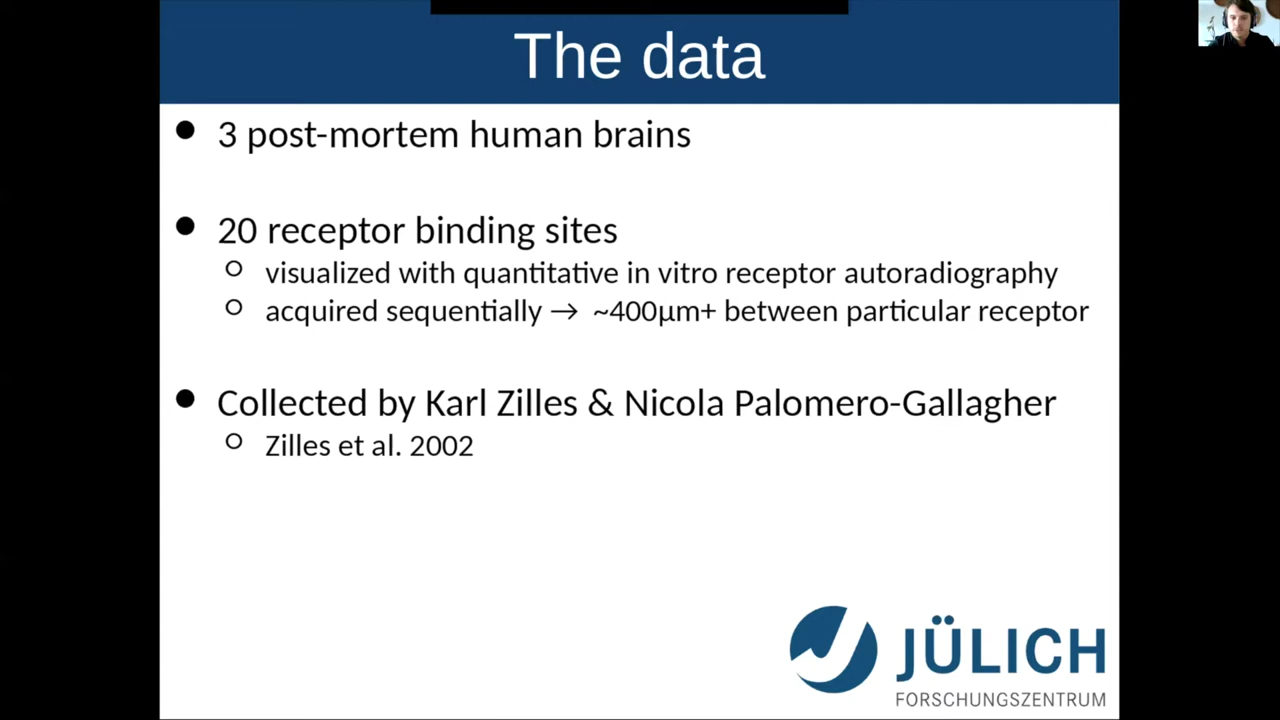 The data
● 3 post-mortem human brains
● 20 receptor binding sites
○ visualized with quantitative in vitro receptor autoradiography
○ acquired sequentially → ~400µm+ between particular receptor
● Collected by Karl Zilles & Nicola Palomero-Gallagher
○ Zilles et al. 2002
JÜLICH
FORSCHUNGSZENTRUM